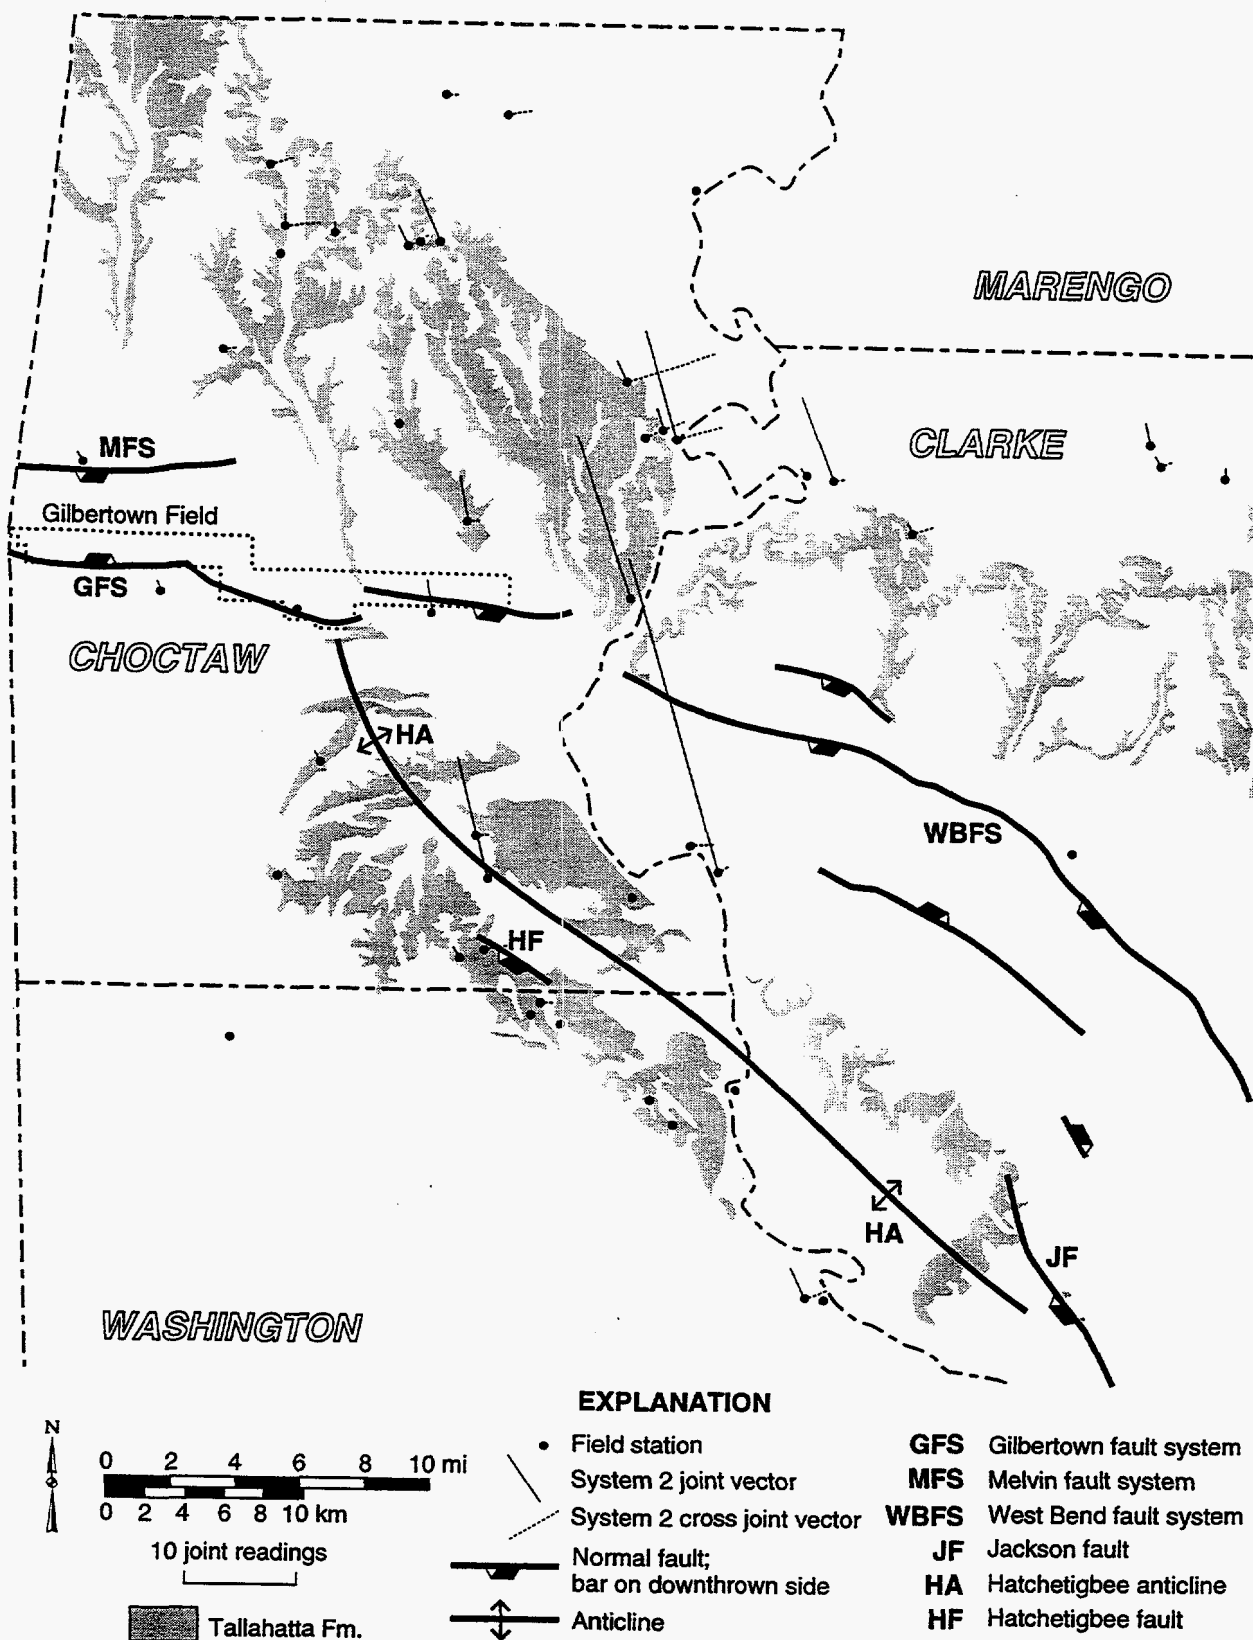 MARENGO
CLARKE
MFS
Gilbertown Field
GFS
CHOCTAW
HA
WBFS
HF
HA
JF
WASHINGTON
EXPLANATION
N
0 2 4 6 8 10 mi
0 2 4 6 8 10 km
10 joint readings
Tallahatta Fm.
Field station
System 2 joint vector
System 2 cross joint vector
Normal fault;
bar on downthrown side
Anticline
GFS Gilbertown fault system
MFS Melvin fault system
WBFS West Bend fault system
JF Jackson fault
HA Hatchetigbee anticline
HF Hatchetigbee fault